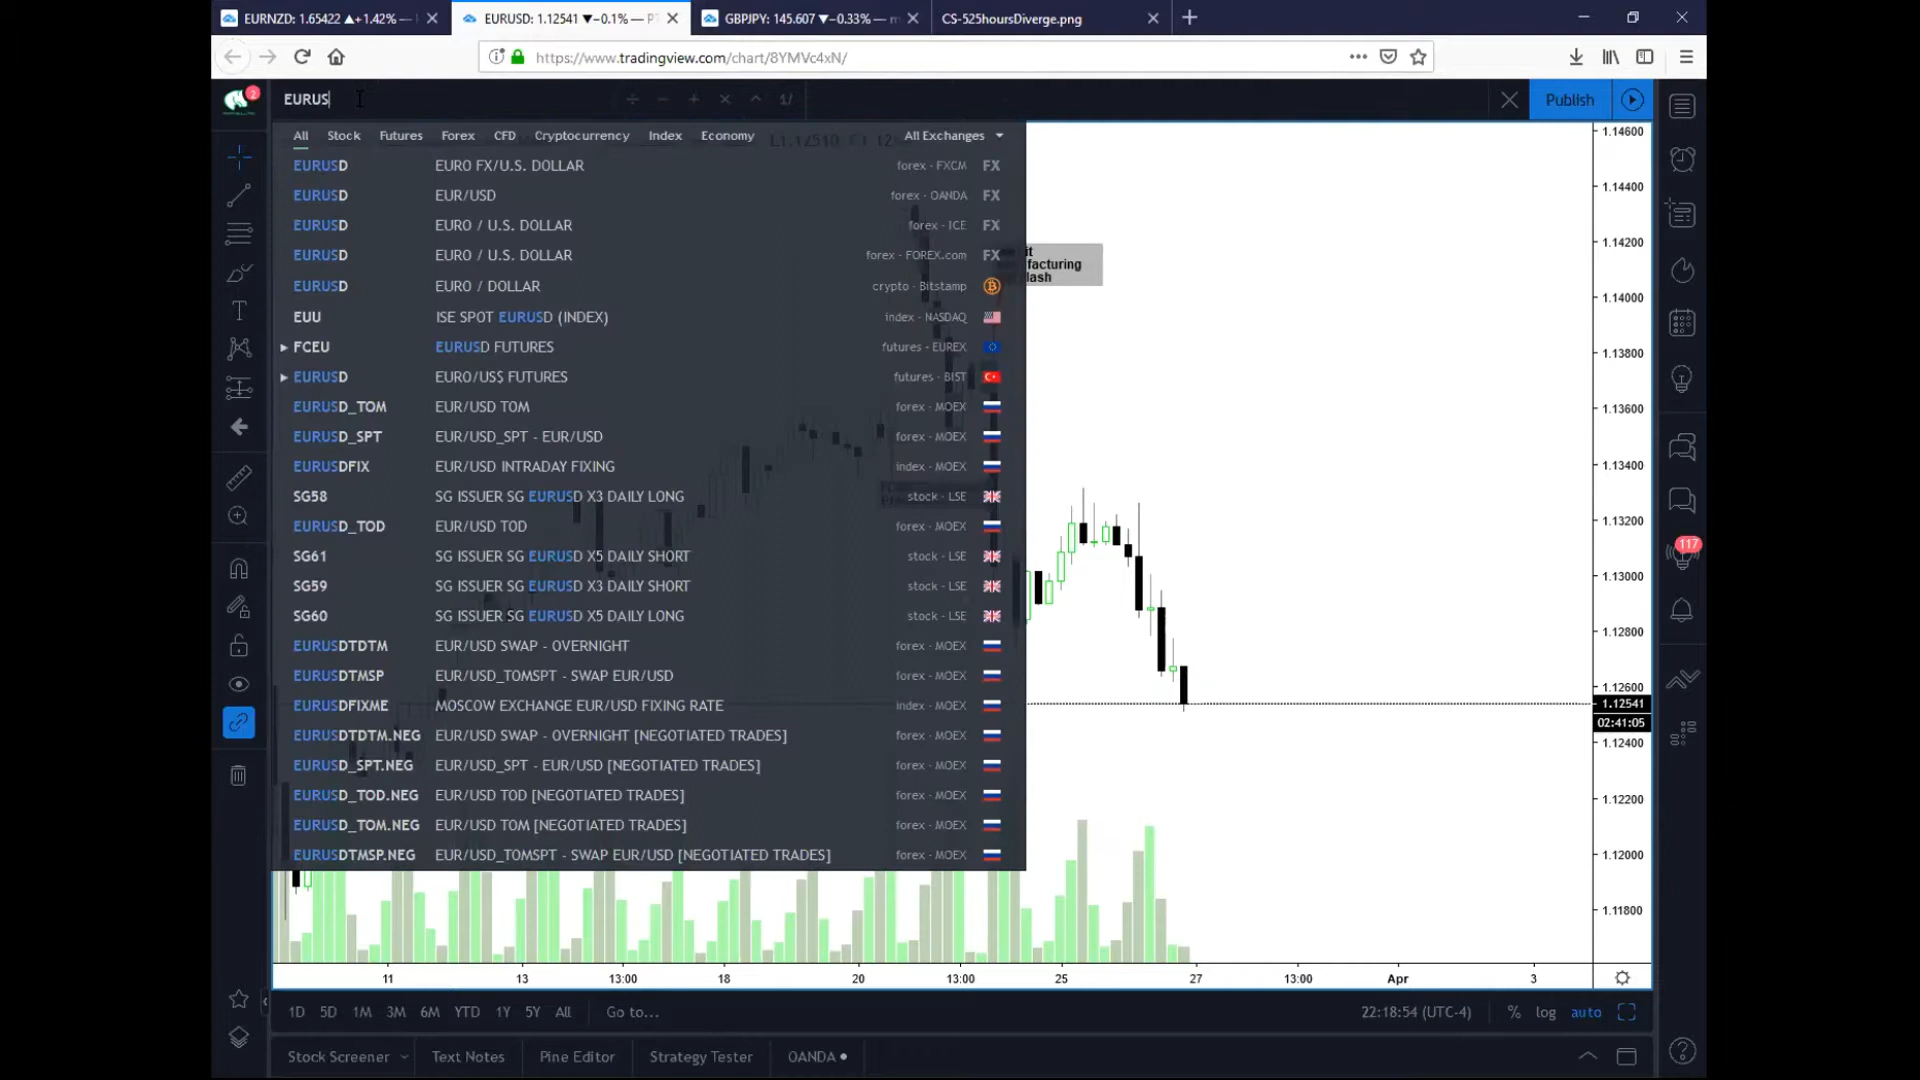 EURNZD: 1.65422 ▲+1.42% —
EURUSD: 1.12541 ▼−0.1% —
GBPJPY: 145.607 ▼−0.33% —
CS-525hoursDiverge.png
https://www.tradingview.com/chart/8YMVc4xN/
2
EURUS
1/
Publish
All Stock Futures Forex CFD Cryptocurrency Index Economy All Exchanges
EURUSD EURO FX/U.S. DOLLAR forex - FXCM FX
EURUSD EUR/USD forex - OANDA FX
EURUSD EURO / U.S. DOLLAR forex - ICE FX
EURUSD EURO / U.S. DOLLAR forex - FOREX.com FX
EURUSD EURO / DOLLAR crypto - Bitstamp
EUU ISE SPOT EURUSD (INDEX) index - NASDAQ
FCEU EURUSD FUTURES futures - EUREX
EURUSD EURO/US$ FUTURES futures - BIST
EURUSD_TOM EUR/USD TOM forex - MOEX
EURUSD_SPT EUR/USD_SPT - EUR/USD forex - MOEX
EURUSDFIX EUR/USD INTRADAY FIXING index - MOEX
SG58 SG ISSUER SG EURUSD X3 DAILY LONG stock - LSE
EURUSD_TOD EUR/USD TOD forex - MOEX
SG61 SG ISSUER SG EURUSD X5 DAILY SHORT stock - LSE
SG59 SG ISSUER SG EURUSD X3 DAILY SHORT stock - LSE
SG60 SG ISSUER SG EURUSD X5 DAILY LONG stock - LSE
EURUSDTDTM EUR/USD SWAP - OVERNIGHT forex - MOEX
EURUSDTMSP EUR/USD_TOMSPT - SWAP EUR/USD forex - MOEX
EURUSDFIXME MOSCOW EXCHANGE EUR/USD FIXING RATE index - MOEX
EURUSDTDTM.NEG EUR/USD SWAP - OVERNIGHT [NEGOTIATED TRADES] forex - MOEX
EURUSD_SPT.NEG EUR/USD_SPT - EUR/USD [NEGOTIATED TRADES] forex - MOEX
EURUSD_TOD.NEG EUR/USD TOD [NEGOTIATED TRADES] forex - MOEX
EURUSD_TOM.NEG EUR/USD TOM [NEGOTIATED TRADES] forex - MOEX
EURUSDTMSP.NEG EUR/USD_TOMSPT - SWAP EUR/USD [NEGOTIATED TRADES] forex - MOEX
it
facturing
lash
1.14600
1.14400
1.14200
1.14000
1.13800
1.13600
1.13400
1.13200
1.13000
1.12800
1.12600
1.12541
02:41:05
1.12400
1.12200
1.12000
1.11800
117
11 13 13:00 18 20 13:00 25 27 13:00 Apr 3
1D 5D 1M 3M 6M YTD 1Y 5Y All Go to... 22:18:54 (UTC-4) % log auto
Stock Screener Text Notes Pine Editor Strategy Tester OANDA